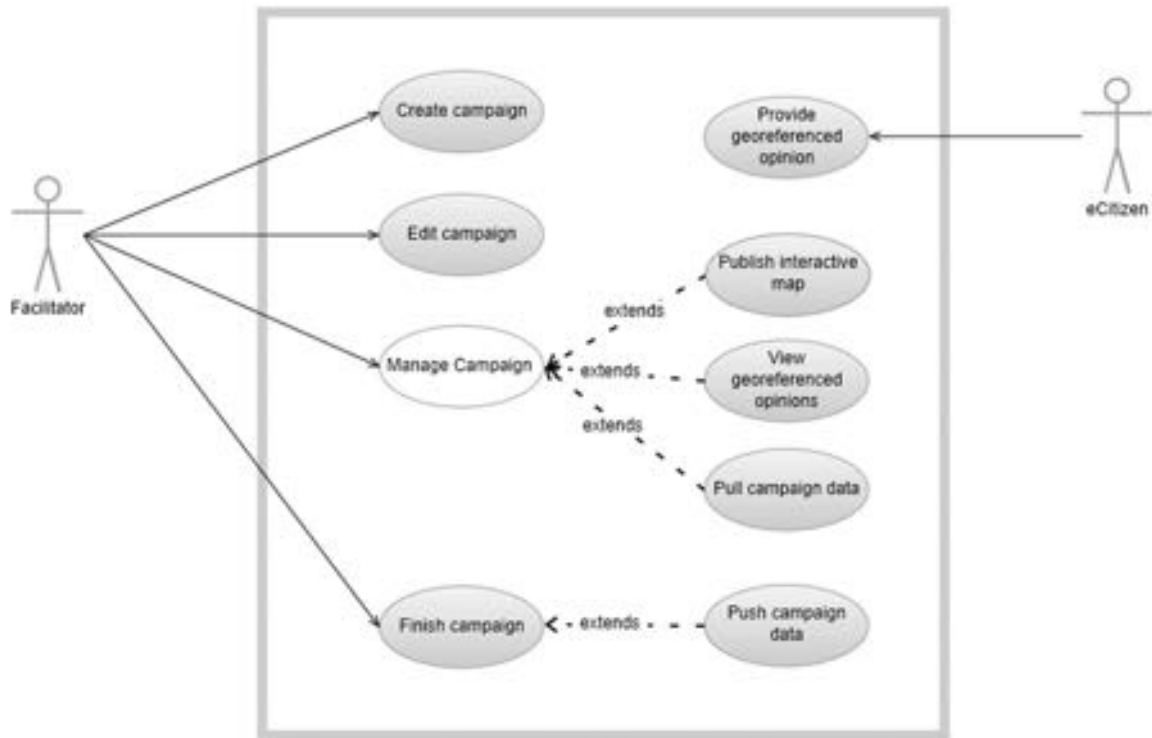 Create campaign
Provide
georeferenced
opinion
eCitizen
Edit campaign
Facilitator
Publish interactive
map
extends
Manage Campaign
extends
View
georeferenced
opinions
extends
Pull campaign data
Finish campaign
extends
Push campaign
data